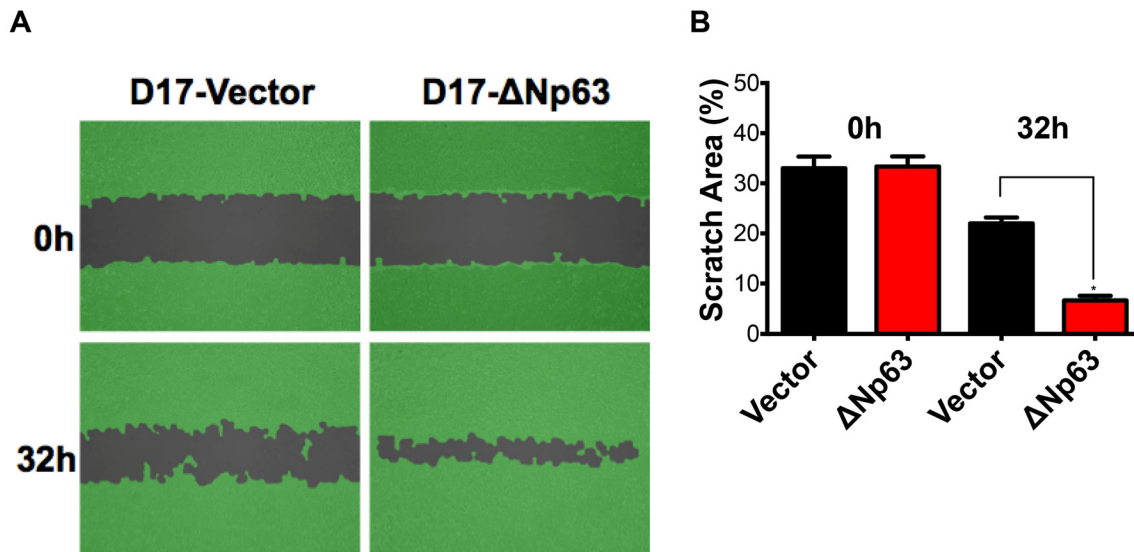 A
D17-Vector
D17-ΔNp63
0h
32h
B
Scratch Area (%)
50
40
30
20
10
0
0h
32h
*
Vector
ΔNp63
Vector
ΔNp63